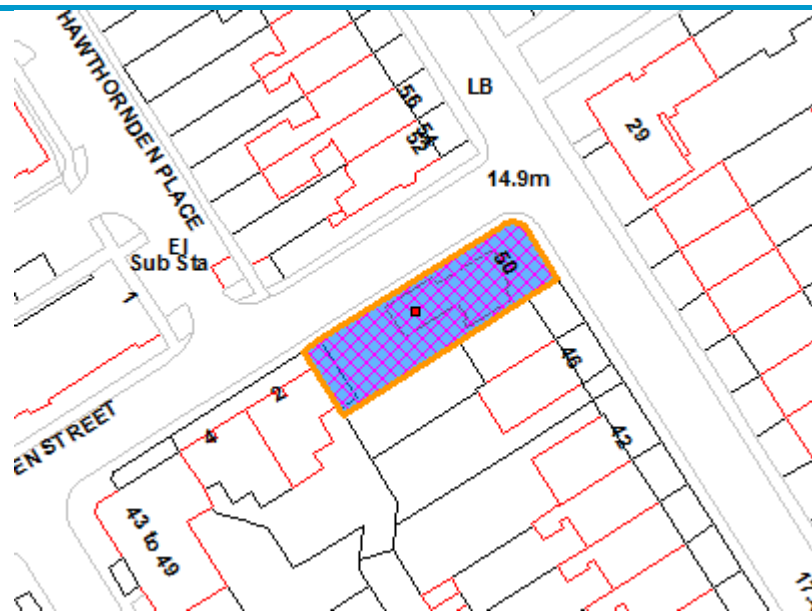 HAWTHORNDEN PLACE
56
54
52
LB
29
14.9m
El
Sub Sta
1
50
46
42
2
4
EN STREET
43 to 49